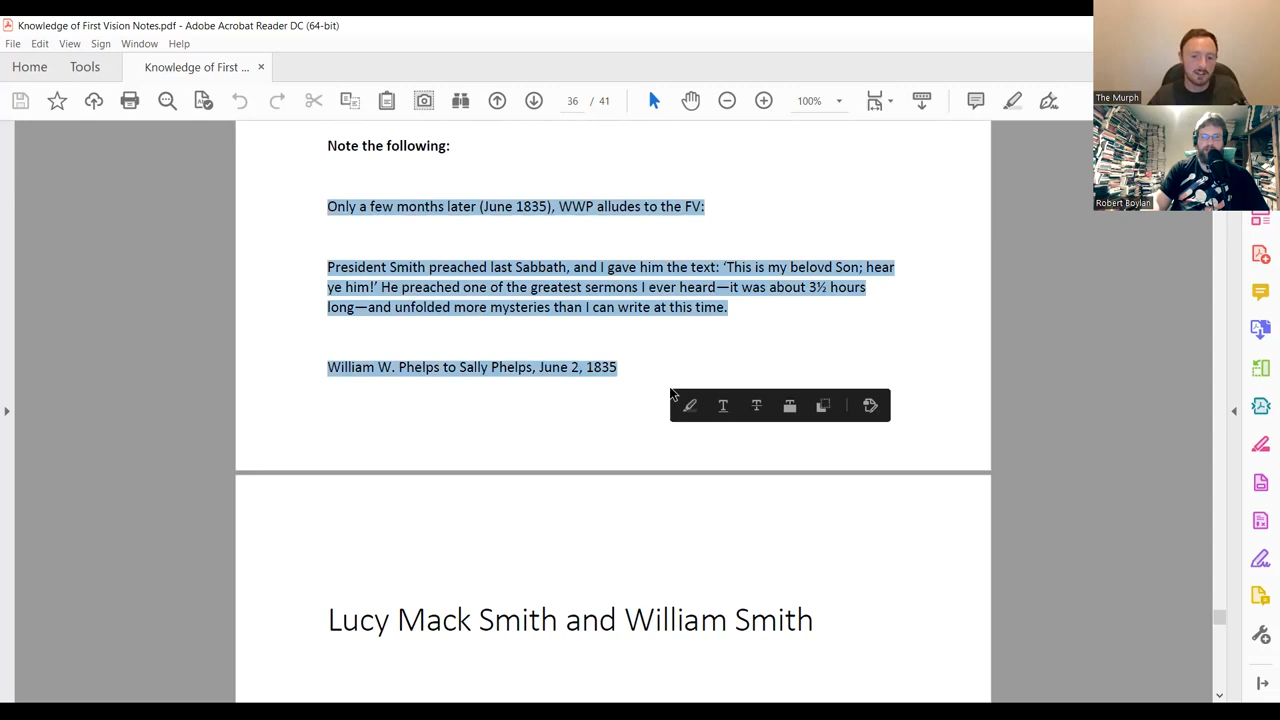 Knowledge of First Vision Notes.pdf - Adobe Acrobat Reader DC (64-bit)
File Edit View Sign Window Help
Home Tools Knowledge of First ... ×
36 / 41 100%
The Murph
Robert Boylan
Note the following:
Only a few months later (June 1835), WWP alludes to the FV:
President Smith preached last Sabbath, and I gave him the text: ‘This is my belovd Son; hear
ye him!’ He preached one of the greatest sermons I ever heard—it was about 3½ hours
long—and unfolded more mysteries than I can write at this time.
William W. Phelps to Sally Phelps, June 2, 1835
Lucy Mack Smith and William Smith